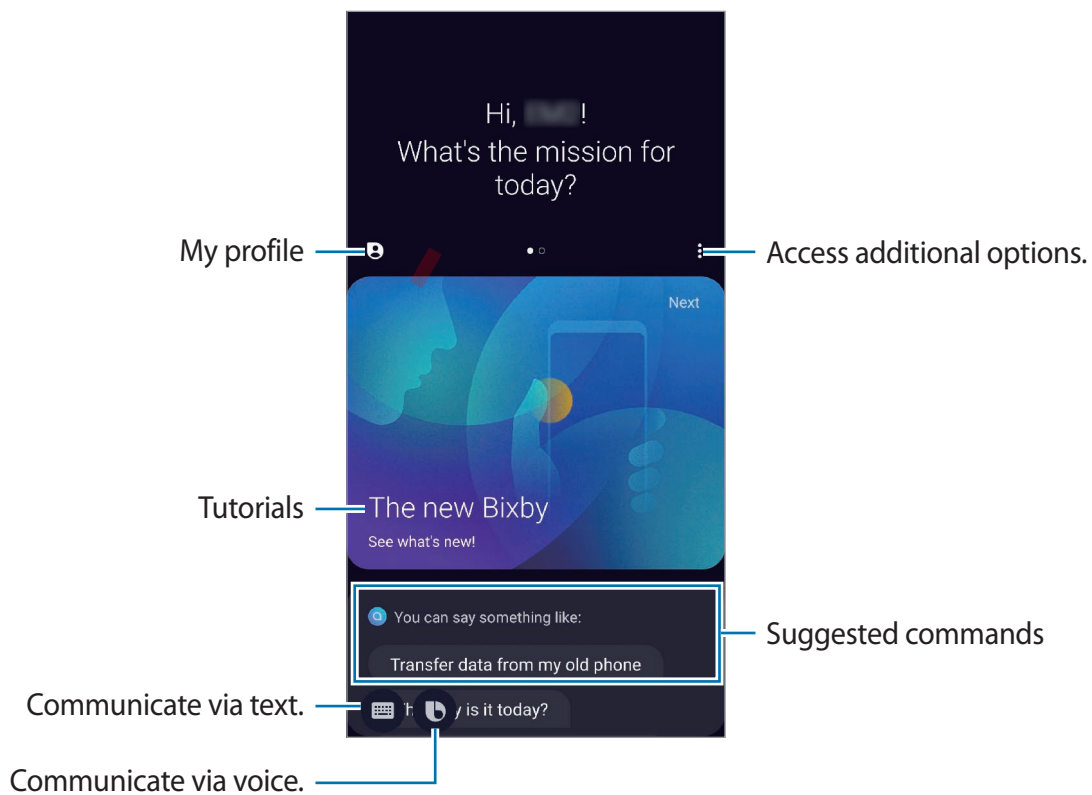 Hi, !
What's the mission for
today?
My profile
Access additional options.
Next
Tutorials
The new Bixby
See what's new!
You can say something like:
Suggested commands
Transfer data from my old phone
Communicate via text.
y is it today?
Communicate via voice.